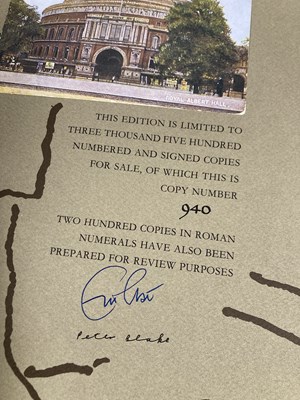 ROYAL ALBERT HALL
THIS EDITION IS LIMITED TO
THREE THOUSAND FIVE HUNDRED
NUMBERED AND SIGNED COPIES
FOR SALE, OF WHICH THIS IS
COPY NUMBER
940
TWO HUNDRED COPIES IN ROMAN
NUMERALS HAVE ALSO BEEN
PREPARED FOR REVIEW PURPOSES
Peter Blake